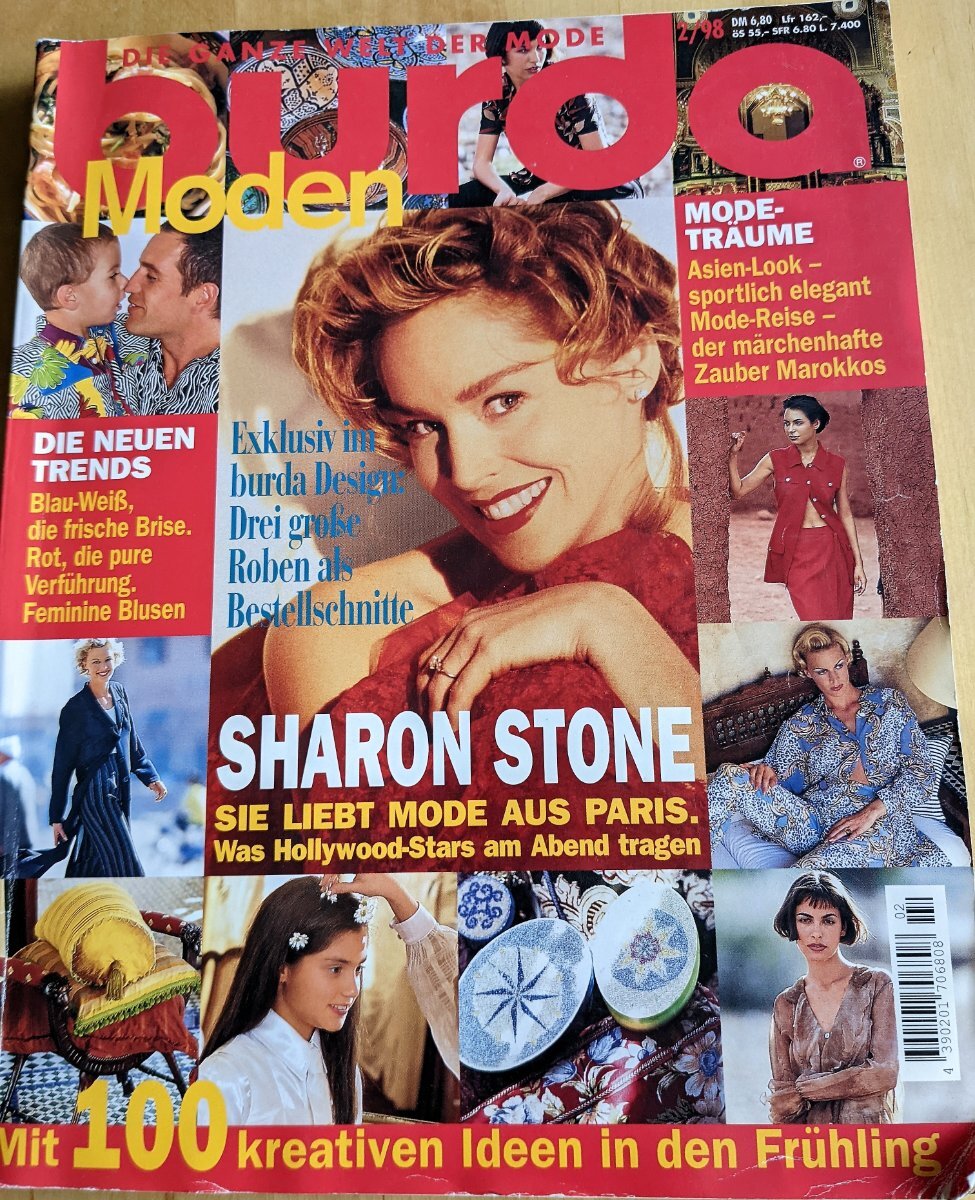 DIE GANZE WELT DER MODE
burda
Moden
2/98
DM 6,80 Lfr 162,–
öS 55,– SFR 6.80 L. 7.400
®
MODE-
TRÄUME
Asien-Look –
sportlich elegant
Mode-Reise –
der märchenhafte
Zauber Marokkos
DIE NEUEN
TRENDS
Blau-Weiß,
die frische Brise.
Rot, die pure
Verführung.
Feminine Blusen
Exklusiv im
burda Design:
Drei große
Roben als
Bestellschnitte
SHARON STONE
SIE LIEBT MODE AUS PARIS.
Was Hollywood-Stars am Abend tragen
02
4 390201 706808
Mit 100 kreativen Ideen in den Frühling